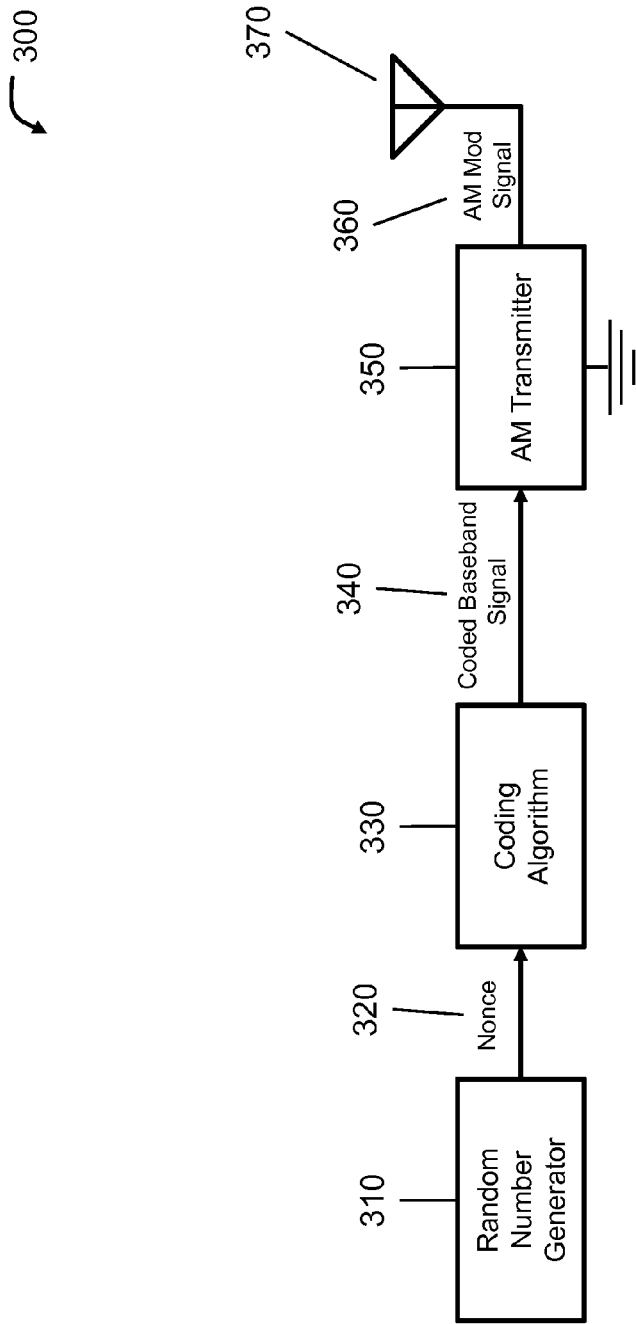 300
310
Random
Number
Generator
320
Nonce
330
Coding
Algorithm
340
Coded Baseband
Signal
350
AM Transmitter
360
AM Mod
Signal
370